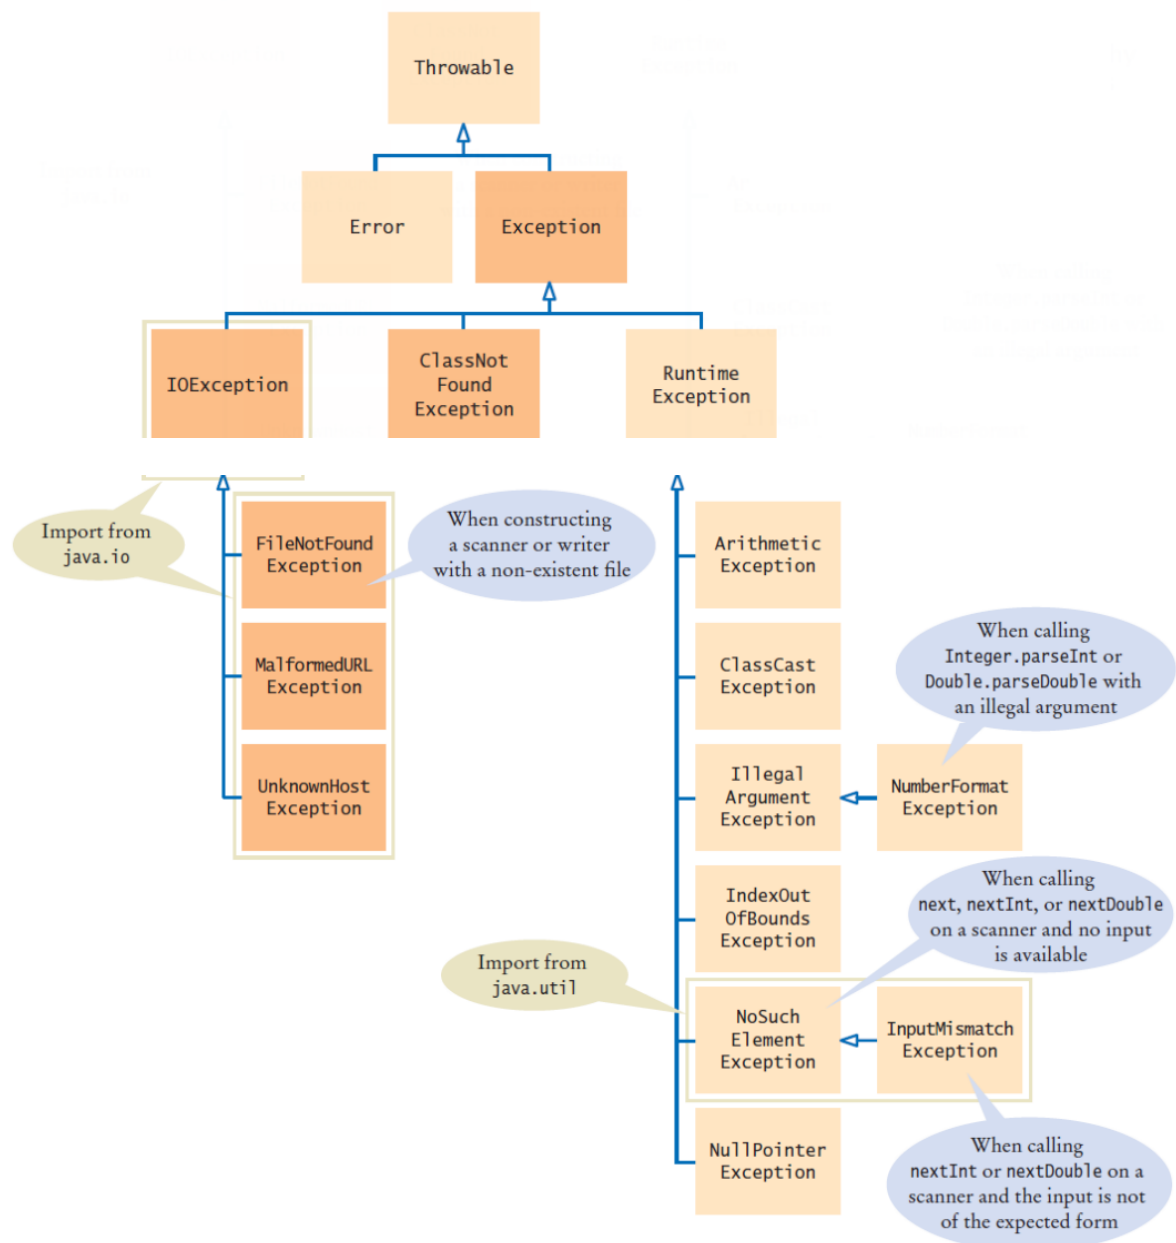 Throwable
Error
Exception
IOException
ClassNot
Found
Exception
Runtime
Exception
Import from
java.io
FileNotFound
Exception
When constructing
a scanner or writer
with a non-existent file
MalformedURL
Exception
UnknownHost
Exception
Arithmetic
Exception
ClassCast
Exception
When calling
Integer.parseInt or
Double.parseDouble with
an illegal argument
Illegal
Argument
Exception
NumberFormat
Exception
IndexOut
OfBounds
Exception
When calling
next, nextInt, or nextDouble
on a scanner and no input
is available
Import from
java.util
NoSuch
Element
Exception
InputMismatch
Exception
NullPointer
Exception
When calling
nextInt or nextDouble on a
scanner and the input is not
of the expected form